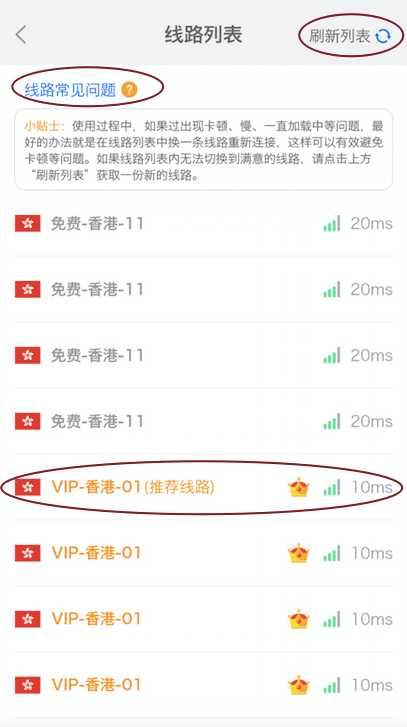 线路列表
刷新列表
线路常见问题 ?
小贴士：使用过程中，如果过出现卡顿、慢、一直加载中等问题，最
好的办法就是在线路列表中换一条线路重新连接，这样可以有效避免
卡顿等问题。如果线路列表内无法切换到满意的线路，请点击上方
“刷新列表”获取一份新的线路。
免费-香港-11 20ms
免费-香港-11 20ms
免费-香港-11 20ms
免费-香港-11 20ms
VIP-香港-01(推荐线路) 10ms
VIP-香港-01 10ms
VIP-香港-01 10ms
VIP-香港-01 10ms